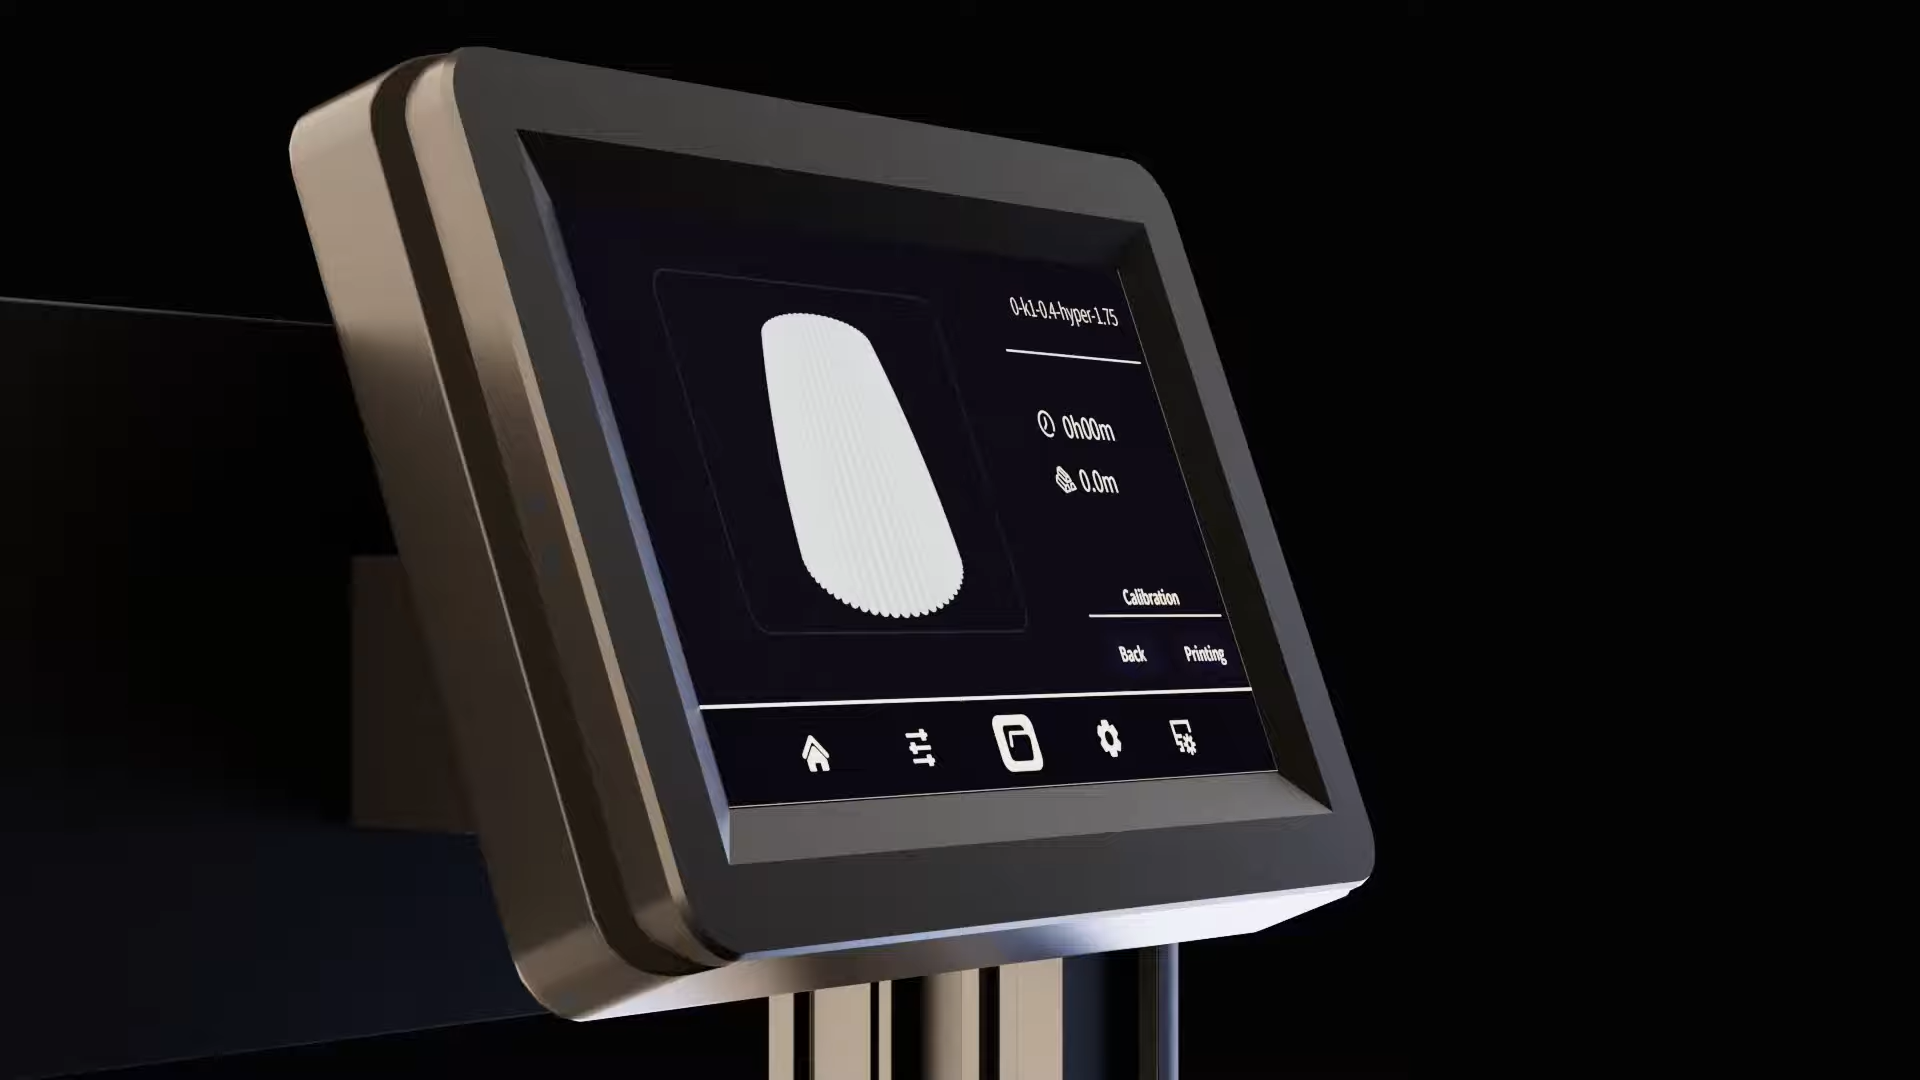 0-k1-0.4-hyper-1.75
0h00m
0.0m
Calibration
Back Printing